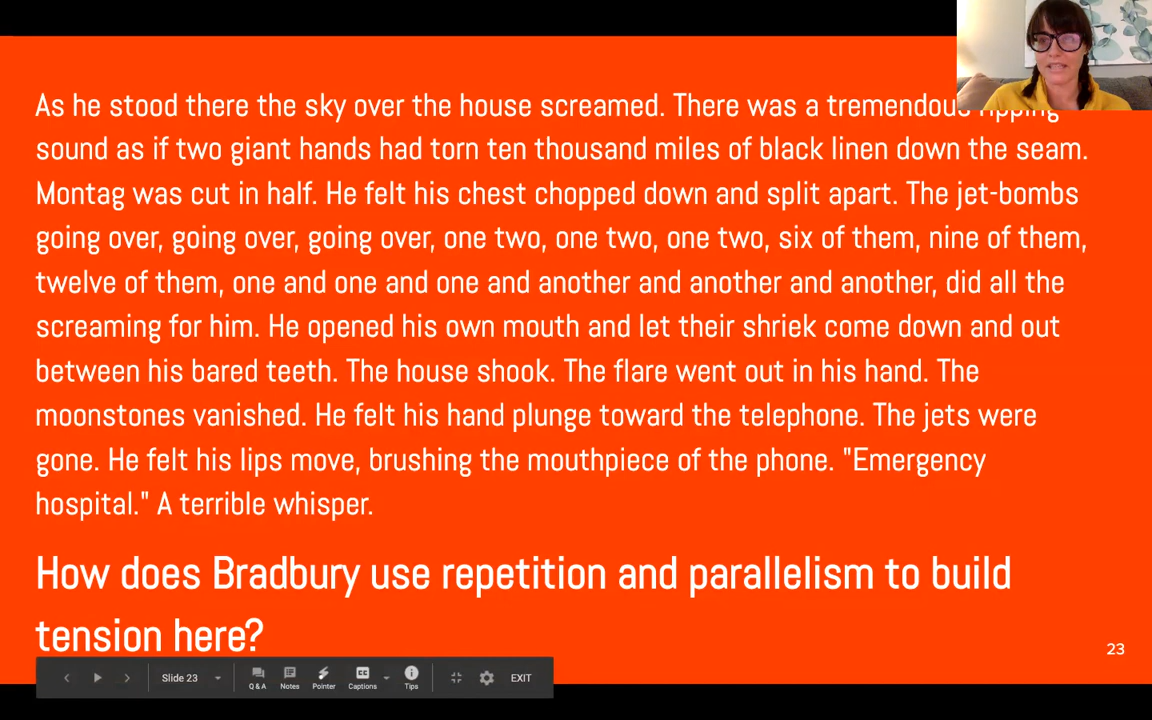 As he stood there the sky over the house screamed. There was a tremendous ripping
sound as if two giant hands had torn ten thousand miles of black linen down the seam.
Montag was cut in half. He felt his chest chopped down and split apart. The jet-bombs
going over, going over, going over, one two, one two, one two, six of them, nine of them,
twelve of them, one and one and one and another and another and another, did all the
screaming for him. He opened his own mouth and let their shriek come down and out
between his bared teeth. The house shook. The flare went out in his hand. The
moonstones vanished. He felt his hand plunge toward the telephone. The jets were
gone. He felt his lips move, brushing the mouthpiece of the phone. "Emergency
hospital." A terrible whisper.
How does Bradbury use repetition and parallelism to build
tension here?
23
Slide 23
Q & A
Notes
Pointer
CC
Captions
Tips
EXIT